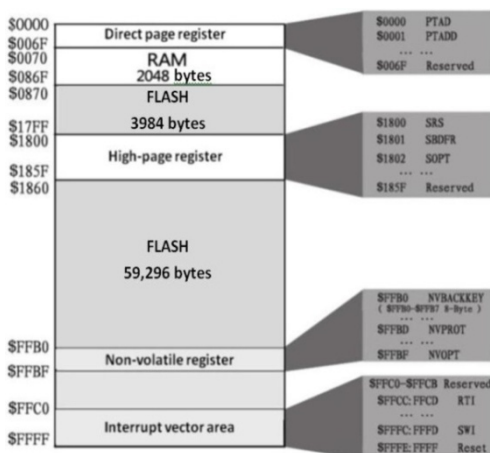 $0000
Direct page register
$006F
$0070
RAM
2048 bytes
$086F
$0870
FLASH
3984 bytes
$17FF
$1800
High-page register
$185F
$1860
FLASH
59,296 bytes
$FFB0
Non-volatile register
$FFBF
$FFC0
Interrupt vector area
$FFFF
$0000 PTAD
$0001 PTADD
... ...
$006F Reserved
$1800 SRS
$1801 SBDFR
$1802 SOPT
... ...
$185F Reserved
$FFB0 NVBACKKEY
( $FFB0-$FFB7 8-Byte )
... ...
$FFBD NVPROT
... ...
$FFBF NVOPT
$FFC0-$FFCB Reserved
$FFCC:FFCD RTI
... ...
$FFFC:FFFD SWI
$FFFE:FFFF Reset